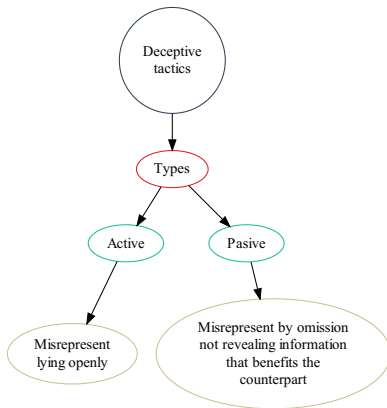 Deceptive
tactics
Types
Active
Pasive
Misrepresent
lying openly
Misrepresent by omission
not revealing information
that benefits the
counterpart